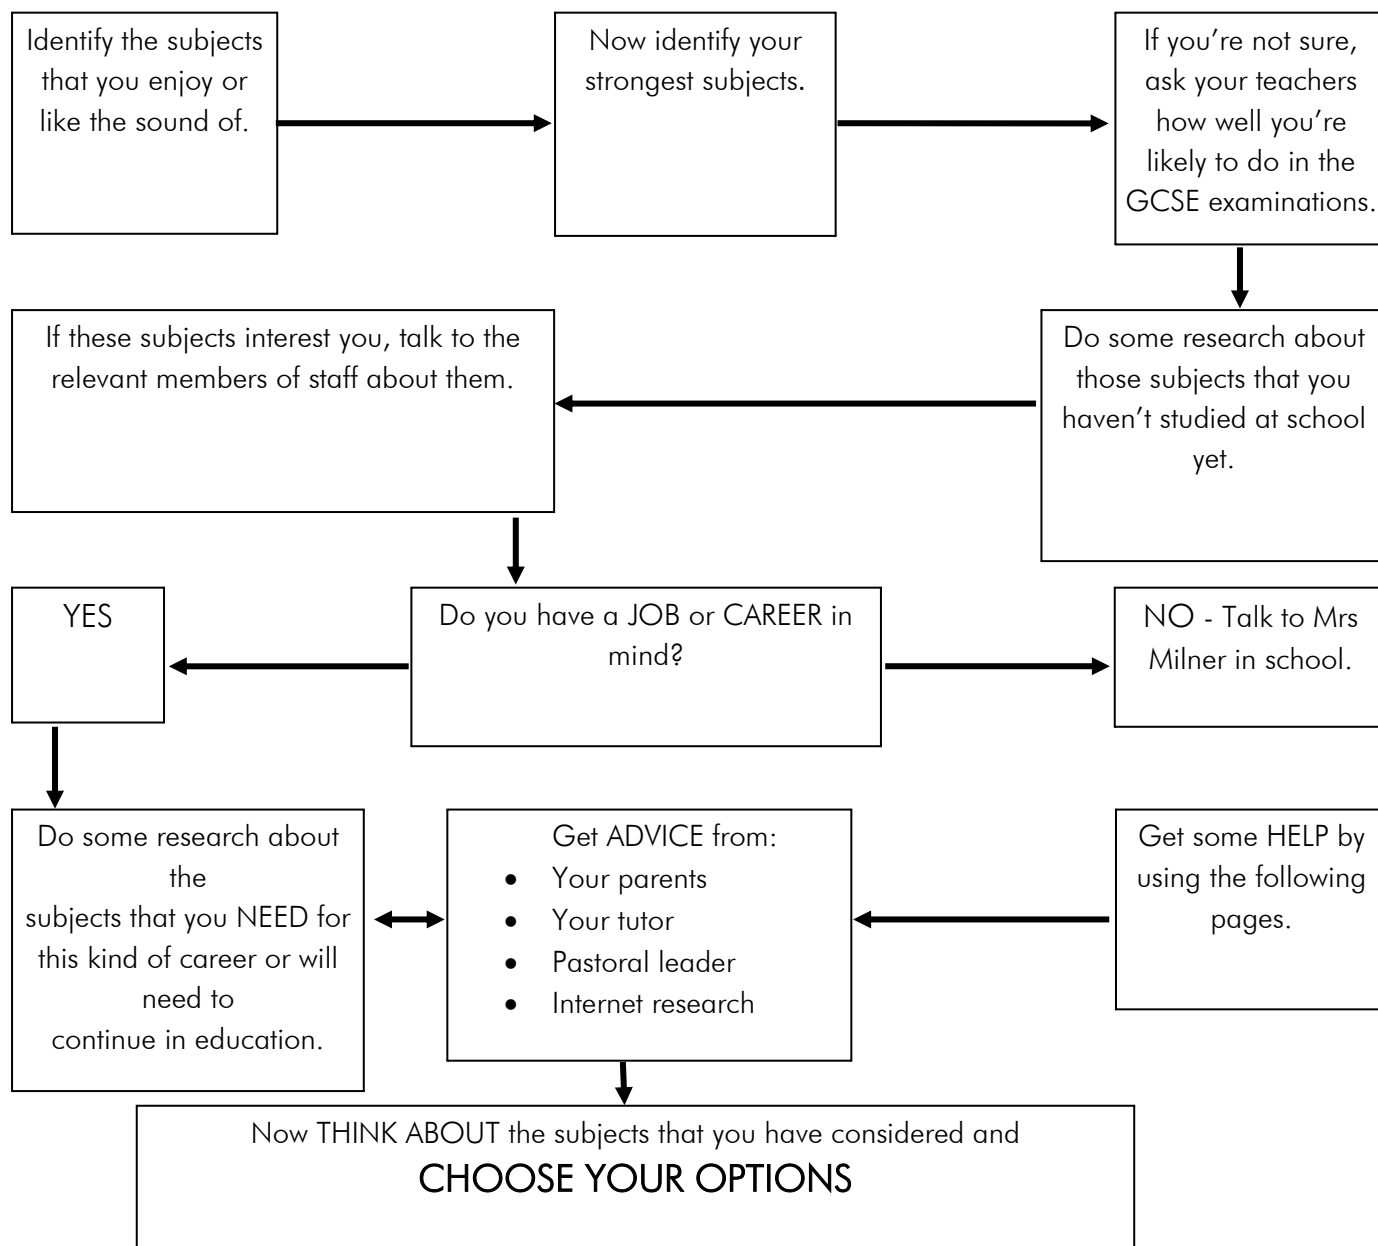 Identify the subjects
that you enjoy or
like the sound of.
Now identify your
strongest subjects.
If you're not sure,
ask your teachers
how well you're
likely to do in the
GCSE examinations.
If these subjects interest you, talk to the
relevant members of staff about them.
Do some research about
those subjects that you
haven't studied at school
yet.
YES
Do you have a JOB or CAREER in
mind?
NO - Talk to Mrs
Milner in school.
Do some research about
the
subjects that you NEED for
this kind of career or will
need to
continue in education.
Get ADVICE from:
• Your parents
• Your tutor
• Pastoral leader
• Internet research
Get some HELP by
using the following
pages.
Now THINK ABOUT the subjects that you have considered and
CHOOSE YOUR OPTIONS